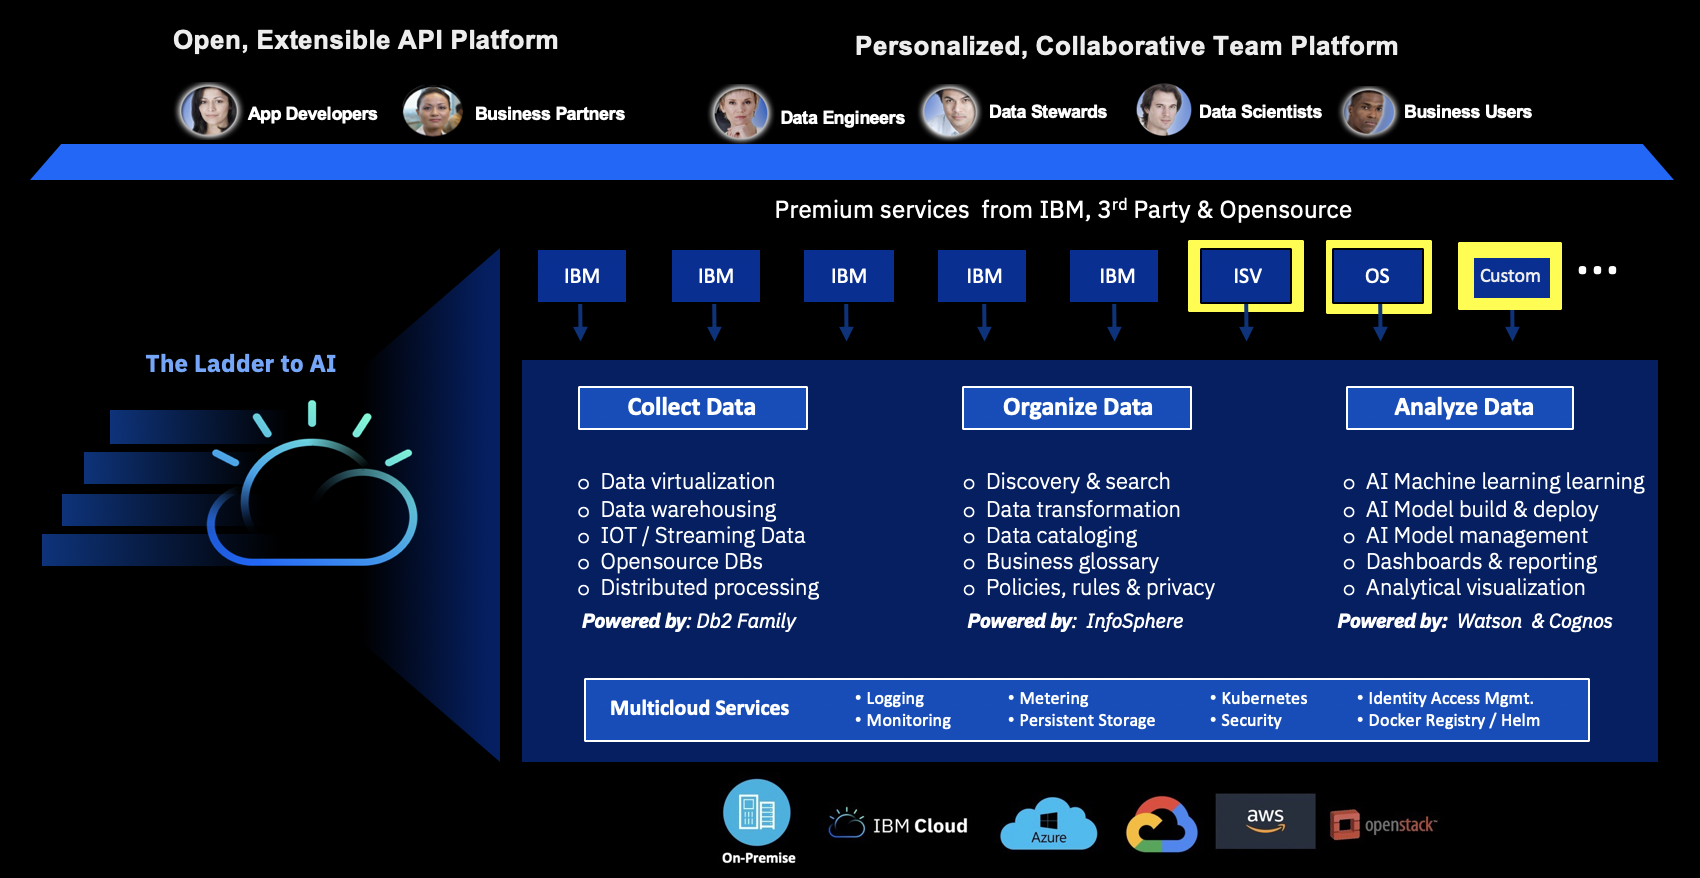 Open, Extensible API Platform
Personalized, Collaborative Team Platform
App Developers
Business Partners
Data Engineers
Data Stewards
Data Scientists
Business Users
Premium services from IBM, 3rd Party & Opensource
IBM
IBM
IBM
IBM
IBM
ISV
OS
Custom
...
The Ladder to AI
Collect Data
Data virtualization
Data warehousing
IOT / Streaming Data
Opensource DBs
Distributed processing
Powered by: Db2 Family
Organize Data
Discovery & search
Data transformation
Data cataloging
Business glossary
Policies, rules & privacy
Powered by: InfoSphere
Analyze Data
AI Machine learning learning
AI Model build & deploy
AI Model management
Dashboards & reporting
Analytical visualization
Powered by: Watson & Cognos
Multicloud Services
• Logging
• Monitoring
• Metering
• Persistent Storage
• Kubernetes
• Security
• Identity Access Mgmt.
• Docker Registry / Helm
On-Premise
IBM Cloud
Azure
aws
openstack